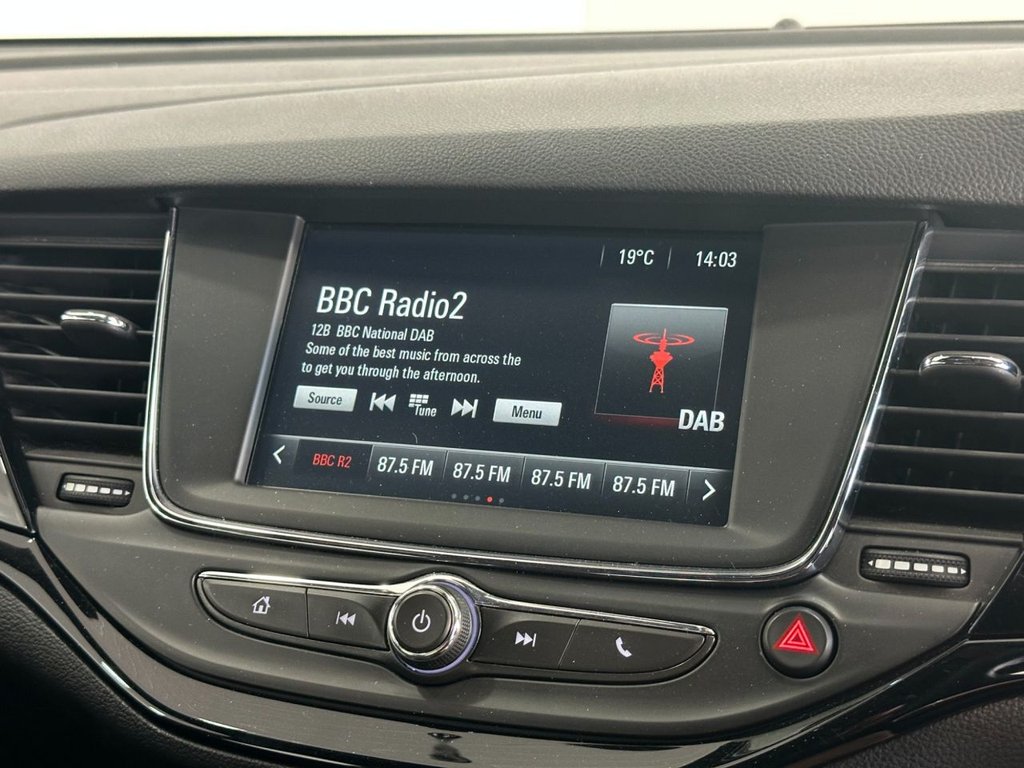 19°C 14:03
BBC Radio2
12B BBC National DAB
Some of the best music from across the
to get you through the afternoon.
Source Tune Menu
DAB
BBC R2 87.5 FM 87.5 FM 87.5 FM 87.5 FM